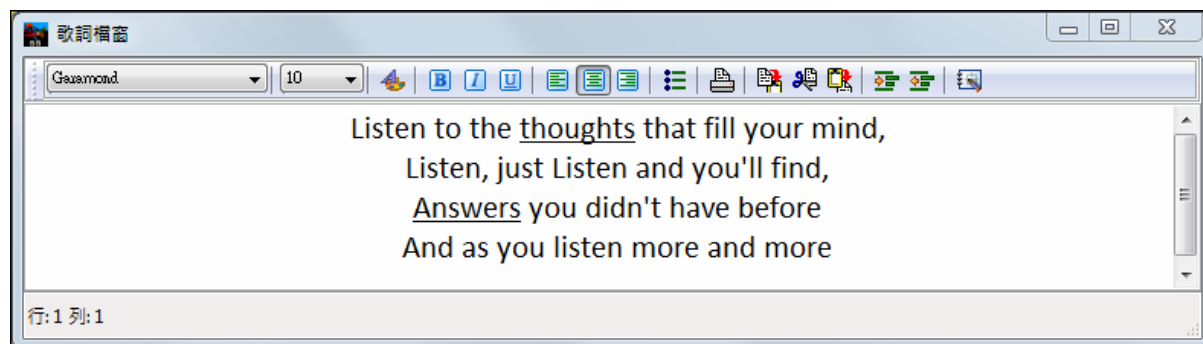 歌詞檔窗
Garamond 10 B I U
Listen to the thoughts that fill your mind,
Listen, just Listen and you'll find,
Answers you didn't have before
And as you listen more and more
行:1 列:1